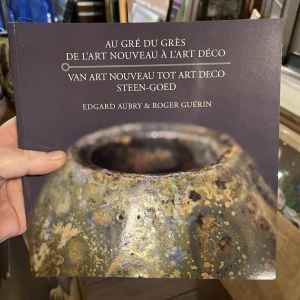 AU GRÉ DU GRÈS
DE L'ART NOUVEAU À L'ART DÉCO
VAN ART NOUVEAU TOT ART DECO
STEEN-GOED
EDGARD AUBRY & ROGER GUÉRIN